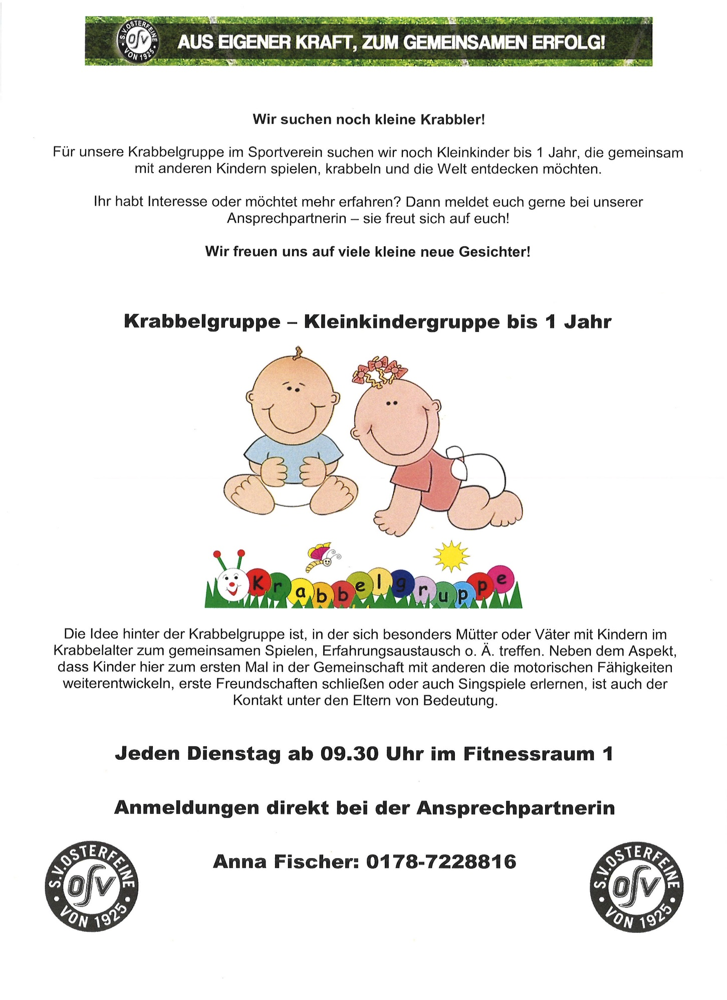 S.V. OSTERFEINE
OSV
VON 1925
AUS EIGENER KRAFT, ZUM GEMEINSAMEN ERFOLG!
Wir suchen noch kleine Krabbler!
Für unsere Krabbelgruppe im Sportverein suchen wir noch Kleinkinder bis 1 Jahr, die gemeinsam
mit anderen Kindern spielen, krabbeln und die Welt entdecken möchten.
Ihr habt Interesse oder möchtet mehr erfahren? Dann meldet euch gerne bei unserer
Ansprechpartnerin – sie freut sich auf euch!
Wir freuen uns auf viele kleine neue Gesichter!
Krabbelgruppe – Kleinkindergruppe bis 1 Jahr
Krabbelgruppe
Die Idee hinter der Krabbelgruppe ist, in der sich besonders Mütter oder Väter mit Kindern im
Krabbelalter zum gemeinsamen Spielen, Erfahrungsaustausch o. Ä. treffen. Neben dem Aspekt,
dass Kinder hier zum ersten Mal in der Gemeinschaft mit anderen die motorischen Fähigkeiten
weiterentwickeln, erste Freundschaften schließen oder auch Singspiele erlernen, ist auch der
Kontakt unter den Eltern von Bedeutung.
Jeden Dienstag ab 09.30 Uhr im Fitnessraum 1
Anmeldungen direkt bei der Ansprechpartnerin
Anna Fischer: 0178-7228816
S.V. OSTERFEINE
OSV
VON 1925
S.V. OSTERFEINE
OSV
VON 1925